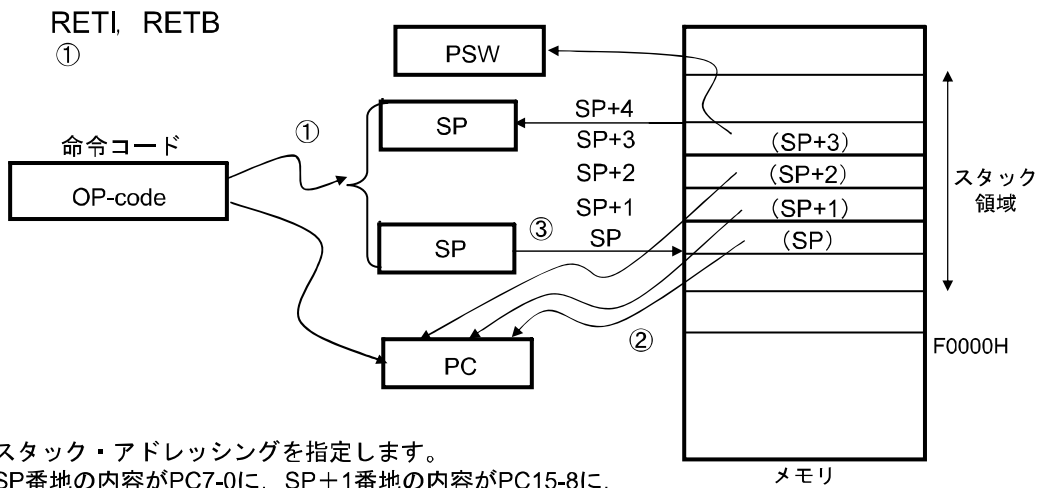 RETI, RETB
①
PSW
SP+4
SP
①
SP+3
(SP+3)
命令コード
SP+2
(SP+2)
スタック
領域
OP-code
SP+1
(SP+1)
③
SP
SP
(SP)
②
F0000H
PC
スタック・アドレッシングを指定します。
メモリ
SP番地の内容がPC7-0に,SP+1番地の内容がPC15-8に,